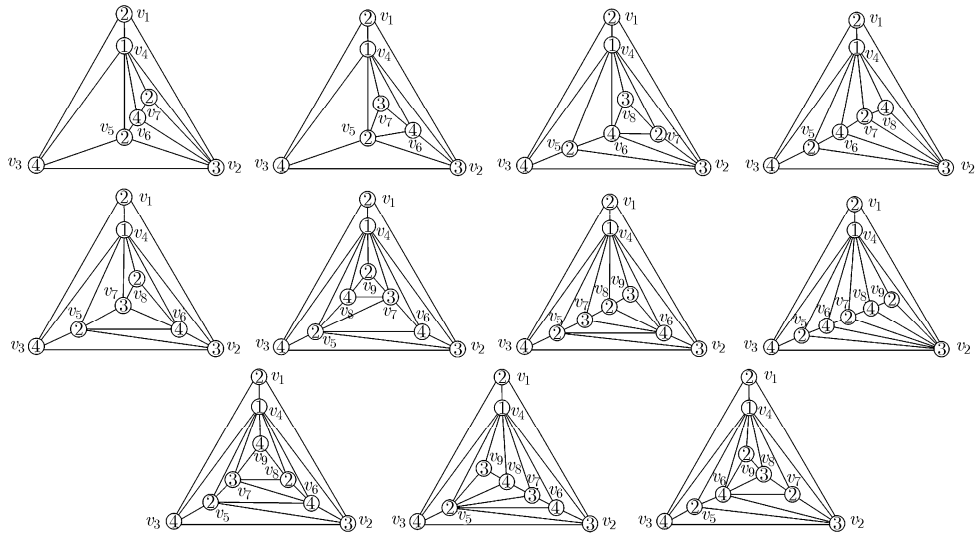 2 v₁
1 v₄
2
4 v₇
v₅ 2 v₆
v₃ 4 3 v₂
2 v₁
1 v₄
3
v₇
v₅ 2 4
v₆
v₃ 4 3 v₂
2 v₁
1 v₄
3
v₈
4 2 v₇
v₅ 2 v₆
v₃ 4 3 v₂
2 v₁
1 v₄
4
2 v₈
v₇
v₅ 4
2 v₆
v₃ 4 3 v₂
2 v₁
1 v₄
2
v₇ v₈
3
v₅ v₆
2 4
v₃ 4 3 v₂
2 v₁
1 v₄
2
v₉
4 3
v₈ v₇
v₆
2 4
v₅
v₃ 4 3 v₂
2 v₁
1 v₄
v₉
v₈ 3
v₇ 2
v₅ 3 v₆
2 4
v₃ 4 3 v₂
2 v₁
1 v₄
v₈ v₉ 2
v₇ 4
v₆ 2
v₅ 4
2
v₃ 4 3 v₂
2 v₁
1 v₄
4
v₉
3 v₈ 2
v₇ v₆
2 4
v₅
v₃ 4 3 v₂
2 v₁
1 v₄
v₉
3 v₈
4 v₇
3 v₆
2 4
v₅
v₃ 4 3 v₂
2 v₁
1 v₄
2 v₈
v₉ 3
v₆ v₇
4 2
2 v₅
v₃ 4 3 v₂